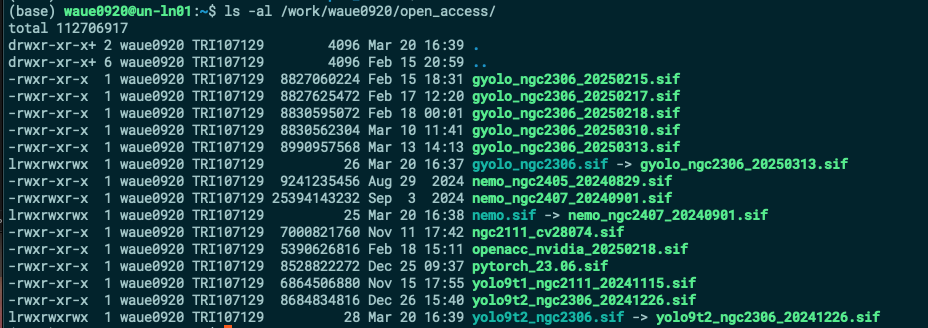 (base) waue0920@un-ln01:~$ ls -al /work/waue0920/open_access/
total 112706917
drwxr-xr-x+ 2 waue0920 TRI107129        4096 Mar 20 16:39 .
drwxr-xr-x+ 6 waue0920 TRI107129        4096 Feb 15 20:59 ..
-rwxr-xr-x  1 waue0920 TRI107129  8827060224 Feb 15 18:31 gyolo_ngc2306_20250215.sif
-rwxr-xr-x  1 waue0920 TRI107129  8827625472 Feb 17 12:20 gyolo_ngc2306_20250217.sif
-rwxr-xr-x  1 waue0920 TRI107129  8830595072 Feb 18 00:01 gyolo_ngc2306_20250218.sif
-rwxr-xr-x  1 waue0920 TRI107129  8830562304 Mar 10 11:41 gyolo_ngc2306_20250310.sif
-rwxr-xr-x  1 waue0920 TRI107129  8990957568 Mar 13 14:13 gyolo_ngc2306_20250313.sif
lrwxrwxrwx  1 waue0920 TRI107129          26 Mar 20 16:37 gyolo_ngc2306.sif -> gyolo_ngc2306_20250313.sif
-rwxr-xr-x  1 waue0920 TRI107129  9241235456 Aug 29  2024 nemo_ngc2405_20240829.sif
-rwxrwxr-x  1 waue0920 TRI107129 25394143232 Sep  3  2024 nemo_ngc2407_20240901.sif
lrwxrwxrwx  1 waue0920 TRI107129          25 Mar 20 16:38 nemo.sif -> nemo_ngc2407_20240901.sif
-rwxr-xr-x  1 waue0920 TRI107129  7000821760 Nov 11 17:42 ngc2111_cv28074.sif
-rwxr-xr-x  1 waue0920 TRI107129  5390626816 Feb 18 15:11 openacc_nvidia_20250218.sif
-rwxr-xr-x  1 waue0920 TRI107129  8528822272 Dec 25 09:37 pytorch_23.06.sif
-rwxr-xr-x  1 waue0920 TRI107129  6864506880 Nov 15 17:55 yolo9t1_ngc2111_20241115.sif
-rwxr-xr-x  1 waue0920 TRI107129  8684834816 Dec 26 15:40 yolo9t2_ngc2306_20241226.sif
lrwxrwxrwx  1 waue0920 TRI107129          28 Mar 20 16:39 yolo9t2_ngc2306.sif -> yolo9t2_ngc2306_20241226.sif